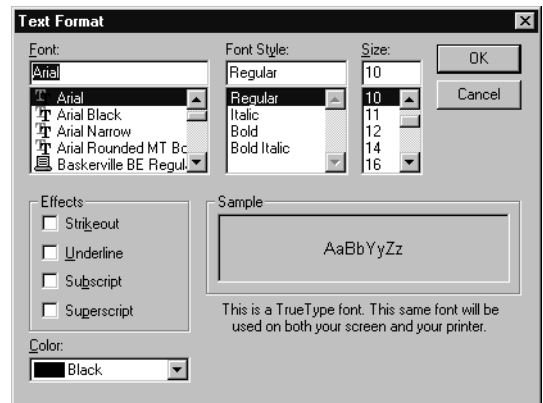 Text Format
Font:
Font Style:
Size:
OK
Arial
Regular
10
Cancel
Arial
Arial Black
Arial Narrow
Arial Rounded MT Bo
Baskerville BE Regul
Regular
Italic
Bold
Bold Italic
10
11
12
14
16
Effects
Strikeout
Underline
Subscript
Superscript
Sample
AaBbYyZz
This is a TrueType font. This same font will be
used on both your screen and your printer.
Color:
Black